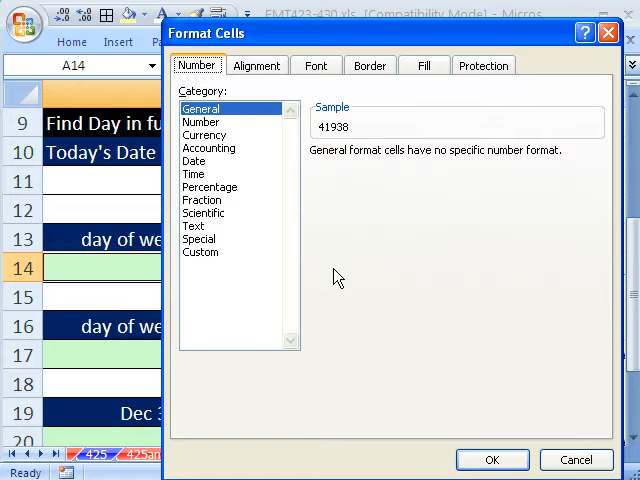 EMT423-430.xls [Compatibility Mode] - Micros
Format Cells
Home
Insert
A14
Number
Alignment
Font
Border
Fill
Protection
Category:
General
Number
Currency
Accounting
Date
Time
Percentage
Fraction
Scientific
Text
Special
Custom
Sample
41938
General format cells have no specific number format.
9
Find Day in fu
10
Today's Date
11
12
13
day of we
14
15
16
day of we
17
18
19
Dec 3
20
425
425an
Ready
OK
Cancel